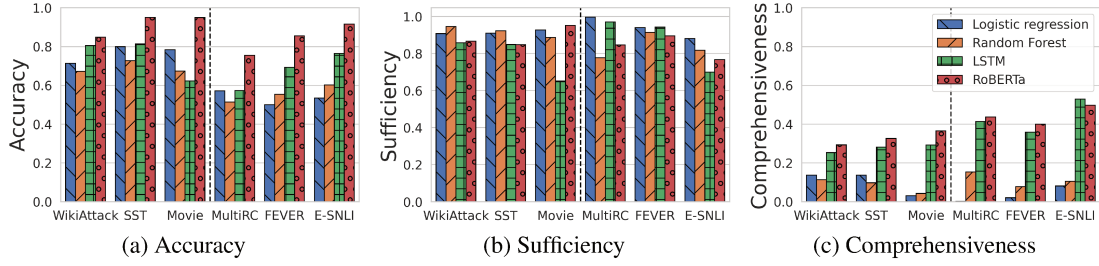 Accuracy
1.0
0.8
0.6
0.4
0.2
0.0
WikiAttack SST Movie MultiRC FEVER E-SNLI
(a) Accuracy
Sufficiency
1.0
0.8
0.6
0.4
0.2
0.0
WikiAttack SST Movie MultiRC FEVER E-SNLI
(b) Sufficiency
Comprehensiveness
1.0
0.8
0.6
0.4
0.2
0.0
Logistic regression
Random Forest
LSTM
RoBERTa
WikiAttack SST Movie MultiRC FEVER E-SNLI
(c) Comprehensiveness